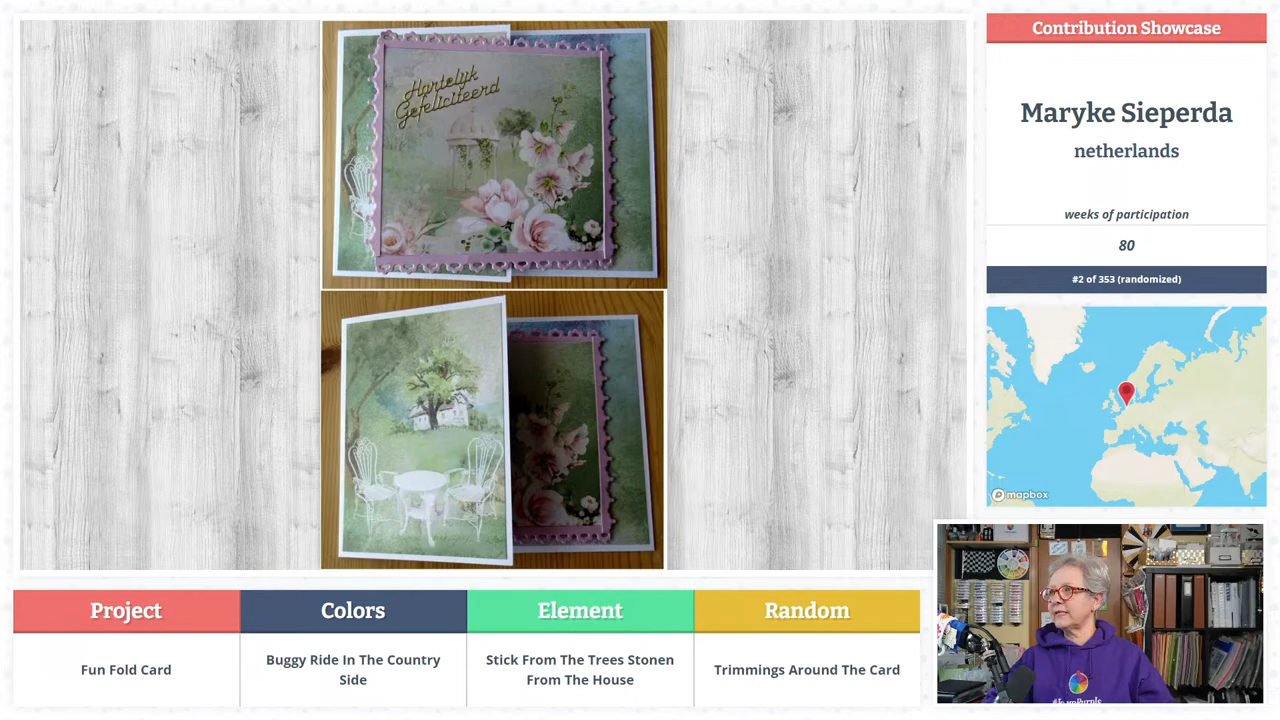 Contribution Showcase
Hartelyk
Gefeliciteerd
Maryke Sieperda
netherlands
weeks of participation
80
#2 of 353 (randomized)
mapbox
Project
Colors
Element
Random
Fun Fold Card
Buggy Ride In The Country
Side
Stick From The Trees Stonen
From The House
Trimmings Around The Card